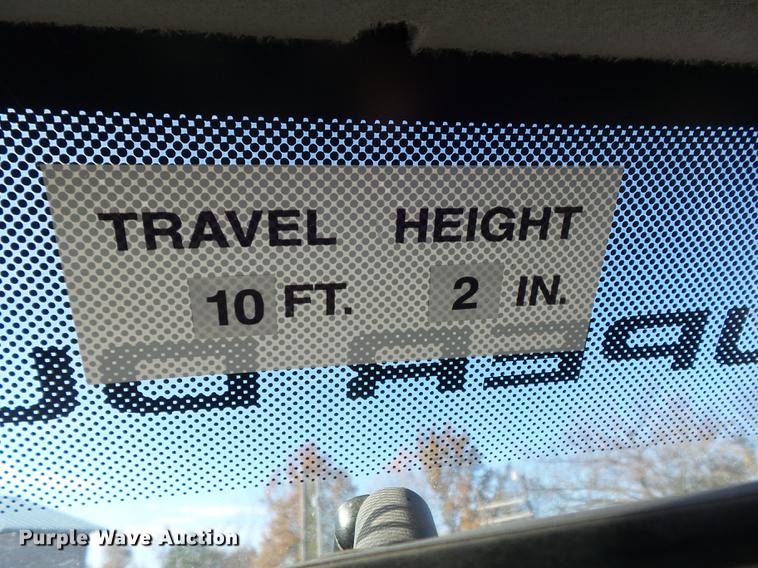 TRAVEL HEIGHT
10 FT. 2 IN.
Purple Wave Auction